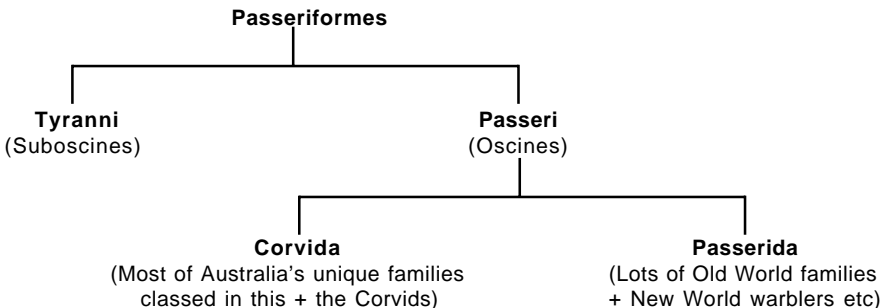 Passeriformes
Tyranni
(Suboscines)
Passeri
(Oscines)
Corvida
(Most of Australia's unique families
classed in this + the Corvids)
Passerida
(Lots of Old World families
+ New World warblers etc)